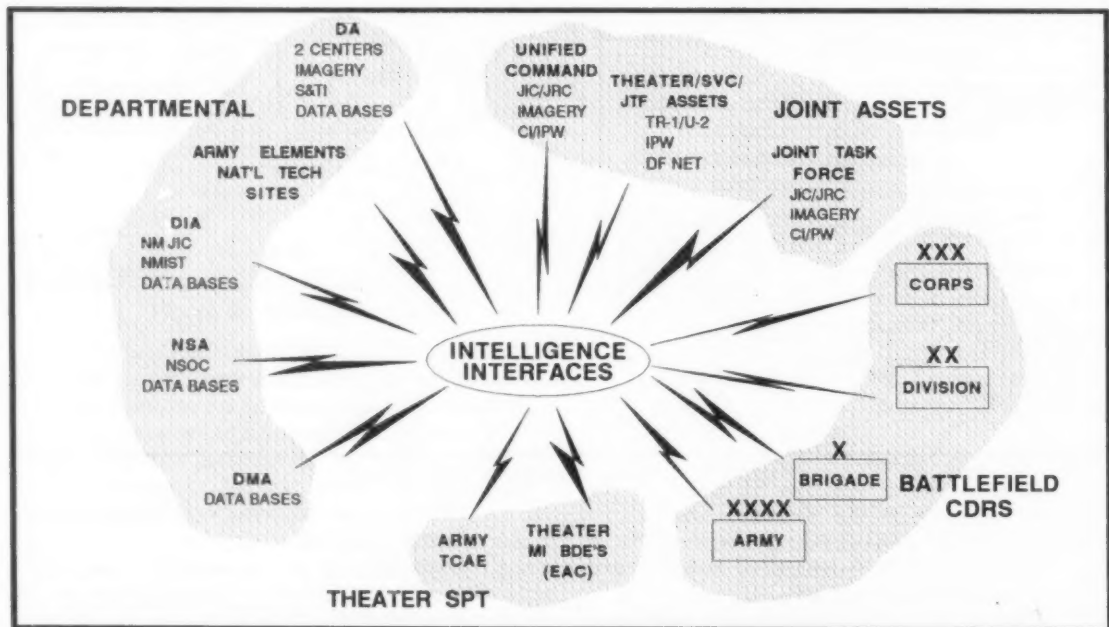 DEPARTMENTAL
DA
2 CENTERS
IMAGERY
S&TI
DATA BASES
ARMY ELEMENTS
NAT'L TECH
SITES
DIA
NMJIC
NMIST
DATA BASES
NSA
NSOC
DATA BASES
DMA
DATA BASES
UNIFIED
COMMAND
JIC/JRC
IMAGERY
CI/IPW
THEATER/SVC/
JTF ASSETS
TR-1/U-2
IPW
DF NET
JOINT ASSETS
JOINT TASK
FORCE
JIC/JRC
IMAGERY
CI/PW
INTELLIGENCE
INTERFACES
XXX
CORPS
XX
DIVISION
X
BRIGADE
XXXX
ARMY
BATTLEFIELD
CDRS
ARMY
TCAE
THEATER
MI BDE'S
(EAC)
THEATER SPT